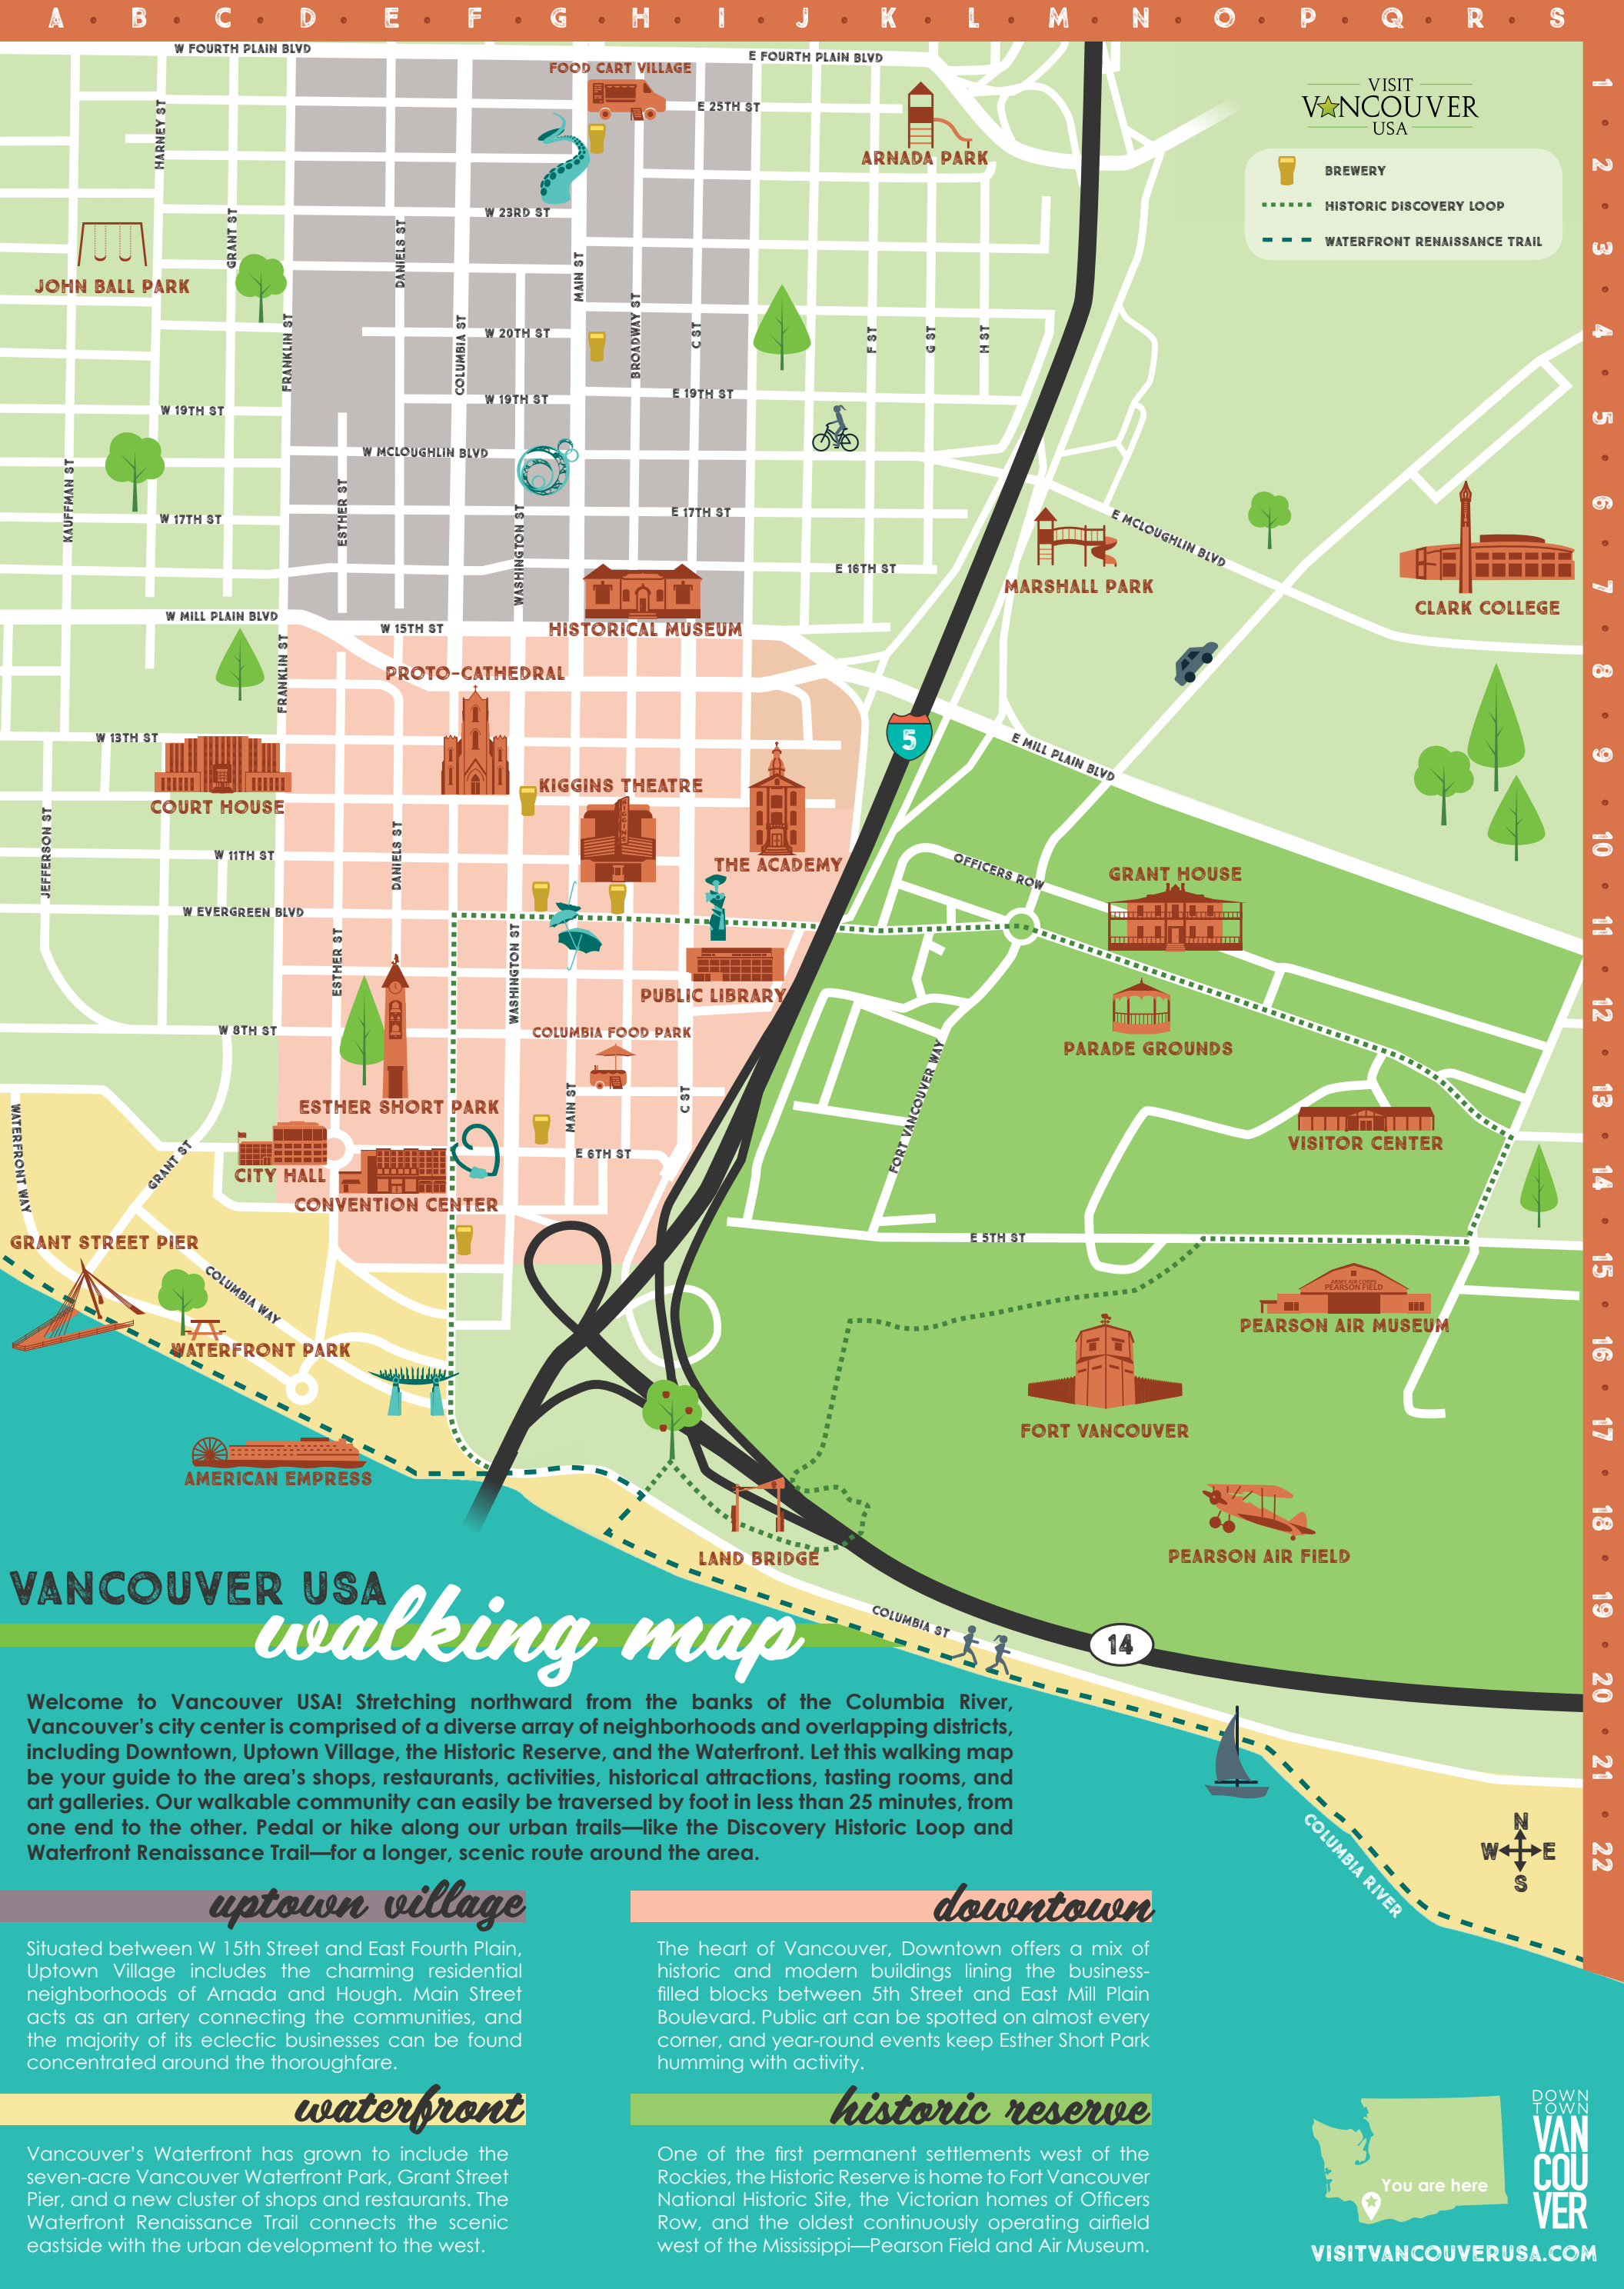 A • B • C • D • E • F • G • H • I • J • K • L • M • N • O • P • Q • R • S
1 • 2 • 3 • 4 • 5 • 6 • 7 • 8 • 9 • 10 • 11 • 12 • 13 • 14 • 15 • 16 • 17 • 18 • 19 • 20 • 21 • 22
W FOURTH PLAIN BLVD
E FOURTH PLAIN BLVD
FOOD CART VILLAGE
E 25TH ST
ARNADA PARK
VISIT
VANCOUVER
USA
BREWERY
HISTORIC DISCOVERY LOOP
WATERFRONT RENAISSANCE TRAIL
HARNEY ST
GRANT ST
W 23RD ST
DANIELS ST
MAIN ST
JOHN BALL PARK
FRANKLIN ST
COLUMBIA ST
W 20TH ST
BROADWAY ST
C ST
F ST
G ST
H ST
W 19TH ST
W 19TH ST
E 19TH ST
W MCLOUGHLIN BLVD
KAUFFMAN ST
W 17TH ST
ESTHER ST
WASHINGTON ST
E 17TH ST
E 16TH ST
E MCLOUGHLIN BLVD
MARSHALL PARK
CLARK COLLEGE
W MILL PLAIN BLVD
W 15TH ST
HISTORICAL MUSEUM
FRANKLIN ST
PROTO-CATHEDRAL
W 13TH ST
5
E MILL PLAIN BLVD
COURT HOUSE
KIGGINS THEATRE
KIGGINS
JEFFERSON ST
W 11TH ST
DANIELS ST
THE ACADEMY
OFFICERS ROW
GRANT HOUSE
W EVERGREEN BLVD
ESTHER ST
WASHINGTON ST
PUBLIC LIBRARY
W 8TH ST
COLUMBIA FOOD PARK
PARADE GROUNDS
FORT VANCOUVER WAY
MAIN ST
C ST
ESTHER SHORT PARK
WATERFRONT WAY
GRANT ST
CITY HALL
E 6TH ST
VISITOR CENTER
CONVENTION CENTER
E 5TH ST
GRANT STREET PIER
COLUMBIA WAY
ARMY AIR CORPS
PEARSON FIELD
PEARSON AIR MUSEUM
WATERFRONT PARK
FORT VANCOUVER
AMERICAN EMPRESS
LAND BRIDGE
PEARSON AIR FIELD
COLUMBIA ST
14
COLUMBIA RIVER
N
W E
S
VANCOUVER USA
walking map
Welcome to Vancouver USA! Stretching northward from the banks of the Columbia River,
Vancouver's city center is comprised of a diverse array of neighborhoods and overlapping districts,
including Downtown, Uptown Village, the Historic Reserve, and the Waterfront. Let this walking map
be your guide to the area's shops, restaurants, activities, historical attractions, tasting rooms, and
art galleries. Our walkable community can easily be traversed by foot in less than 25 minutes, from
one end to the other. Pedal or hike along our urban trails—like the Discovery Historic Loop and
Waterfront Renaissance Trail—for a longer, scenic route around the area.
uptown village
Situated between W 15th Street and East Fourth Plain,
Uptown Village includes the charming residential
neighborhoods of Arnada and Hough. Main Street
acts as an artery connecting the communities, and
the majority of its eclectic businesses can be found
concentrated around the thoroughfare.
downtown
The heart of Vancouver, Downtown offers a mix of
historic and modern buildings lining the business-
filled blocks between 5th Street and East Mill Plain
Boulevard. Public art can be spotted on almost every
corner, and year-round events keep Esther Short Park
humming with activity.
waterfront
Vancouver's Waterfront has grown to include the
seven-acre Vancouver Waterfront Park, Grant Street
Pier, and a new cluster of shops and restaurants. The
Waterfront Renaissance Trail connects the scenic
eastside with the urban development to the west.
historic reserve
One of the first permanent settlements west of the
Rockies, the Historic Reserve is home to Fort Vancouver
National Historic Site, the Victorian homes of Officers
Row, and the oldest continuously operating airfield
west of the Mississippi—Pearson Field and Air Museum.
You are here
DOWN
TOWN
VAN
COU
VER
VISITVANCOUVERUSA.COM